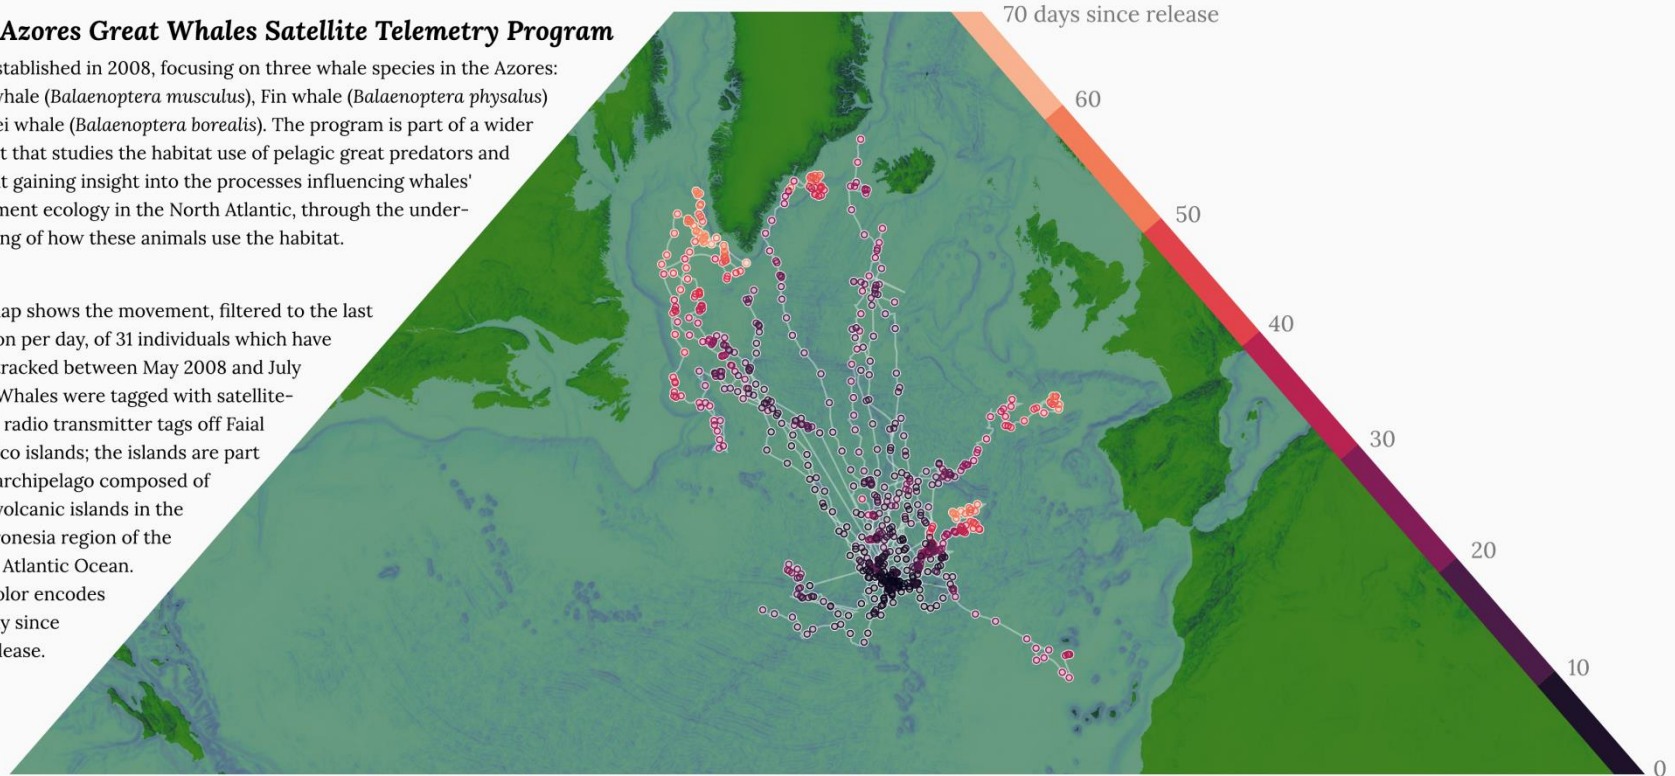 Azores Great Whales Satellite Telemetry Program
stablished in 2008, focusing on three whale species in the Azores:
whale (Balaenoptera musculus), Fin whale (Balaenoptera physalus)
ei whale (Balaenoptera borealis). The program is part of a wider
t that studies the habitat use of pelagic great predators and
t gaining insight into the processes influencing whales'
ment ecology in the North Atlantic, through the under-
ng of how these animals use the habitat.
ap shows the movement, filtered to the last
on per day, of 31 individuals which have
tracked between May 2008 and July
Whales were tagged with satellite-
radio transmitter tags off Faial
co islands; the islands are part
archipelago composed of
volcanic islands in the
ronesia region of the
Atlantic Ocean.
olor encodes
y since
lease.
70 days since release
60
50
40
30
20
10
0